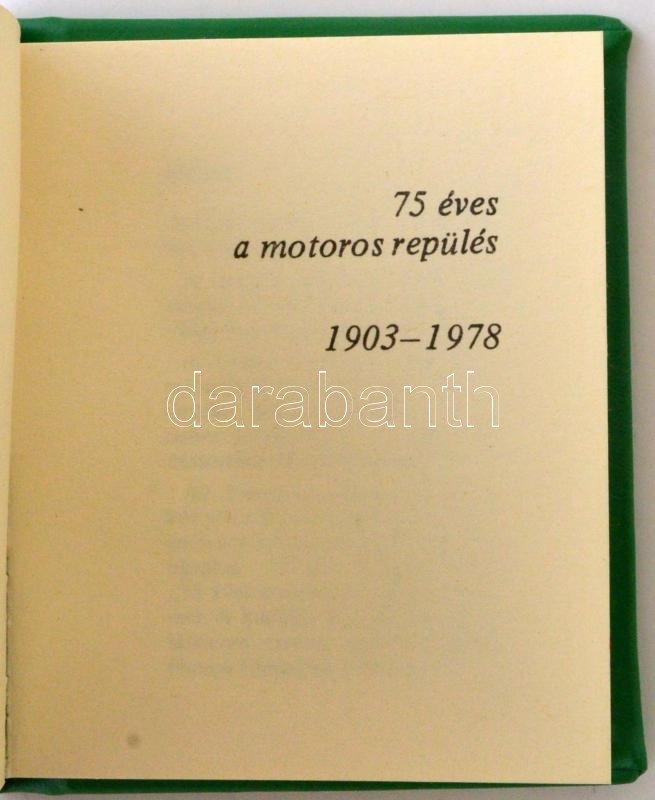 75 éves
a motoros repülés
1903–1978
darabanth